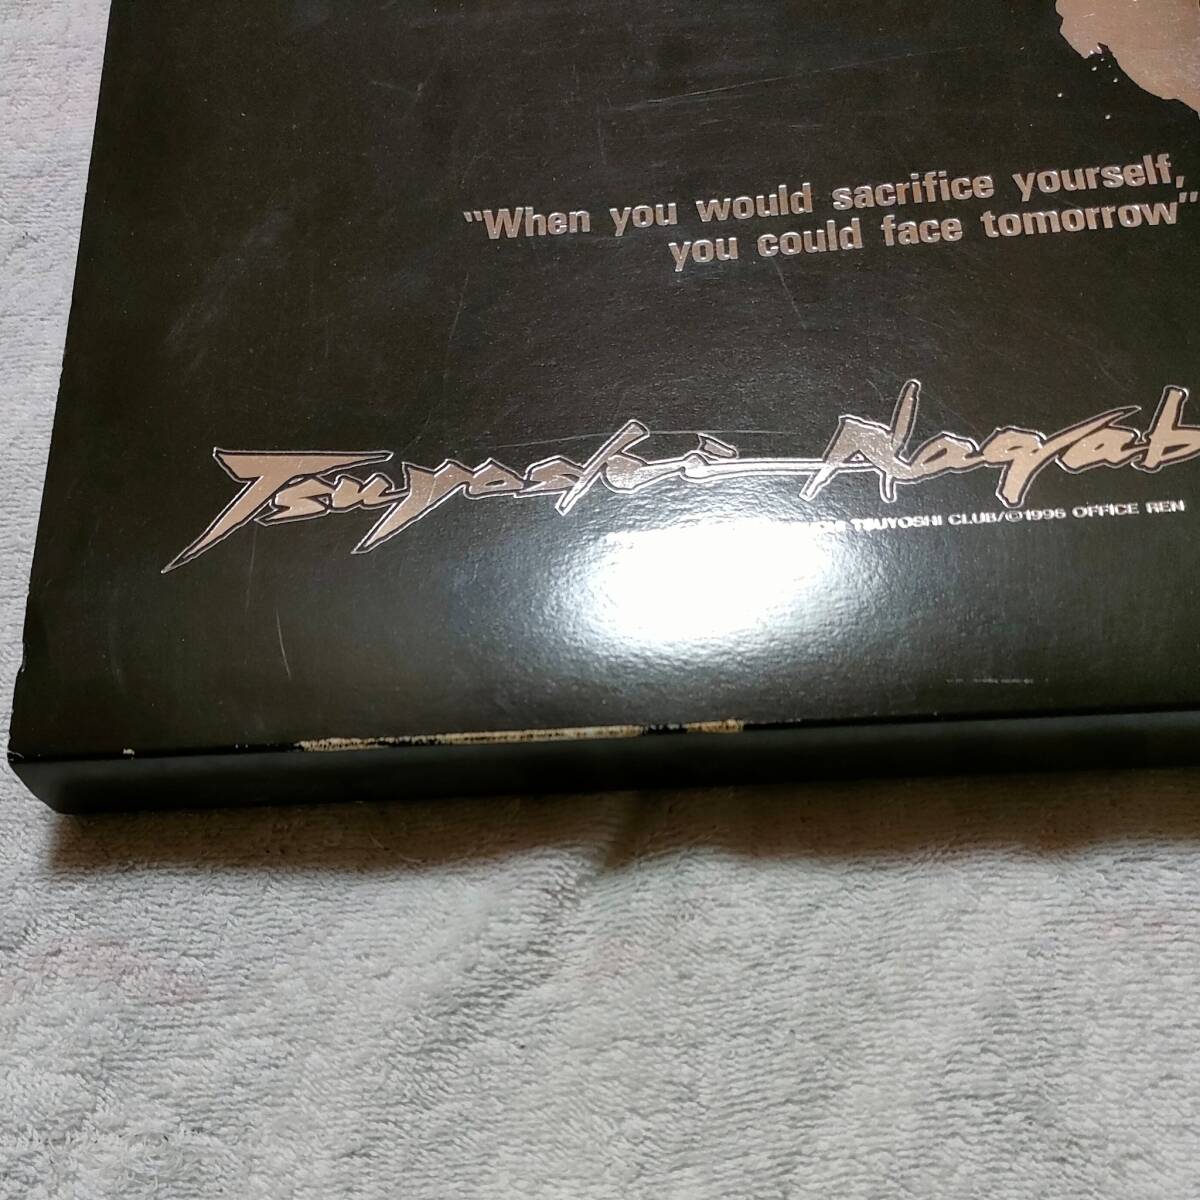 "When you would sacrifice yourself,
you could face tomorrow"
Tsuyoshi Nagab
TSUYOSHI CLUB/©1996 OFFICE REN